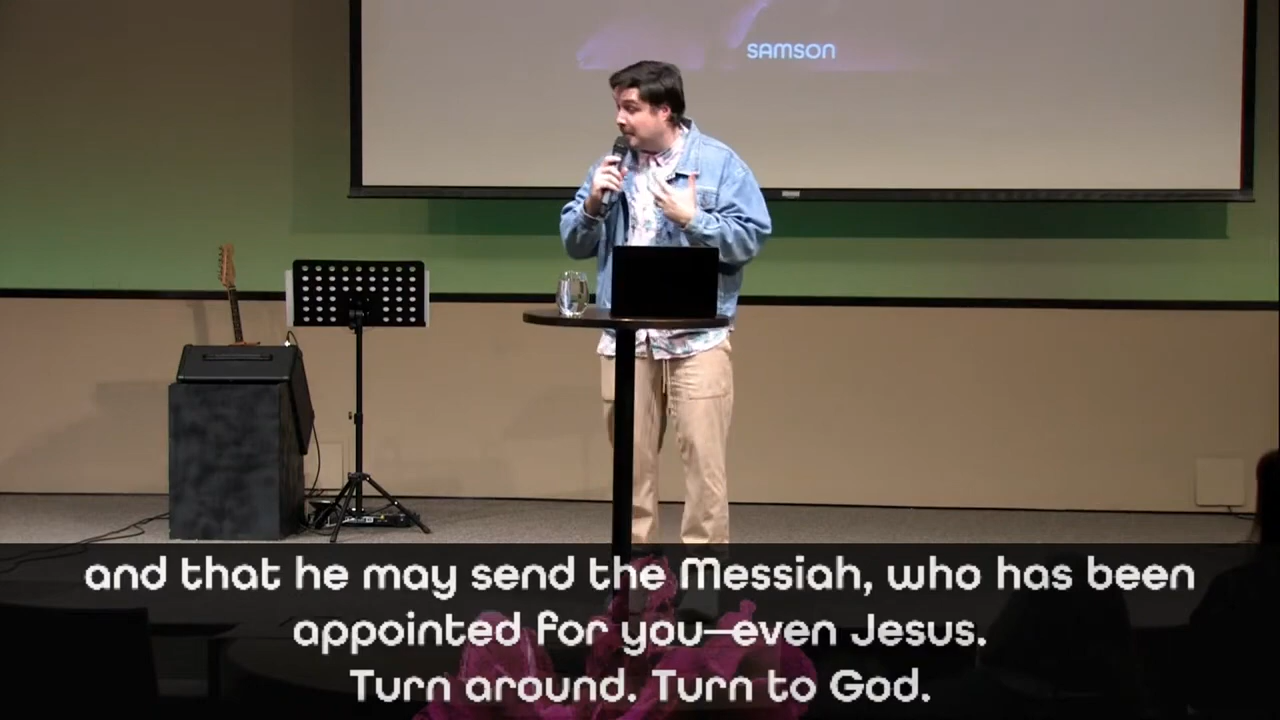 SAMSON
and that he may send the Messiah, who has been
appointed for you—even Jesus.
Turn around. Turn to God.